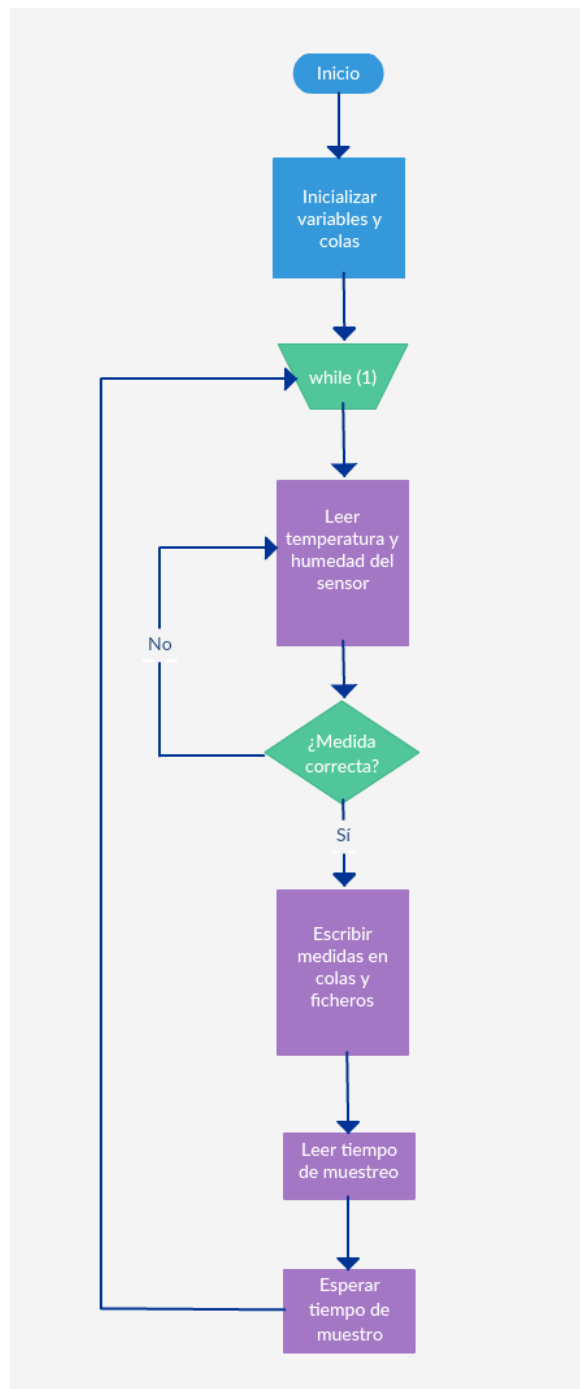 Inicio
Inicializar
variables y
colas
while (1)
Leer
temperatura y
humedad del
sensor
No
¿Medida
correcta?
Sí
Escribir
medidas en
colas y
ficheros
Leer tiempo
de muestreo
Esperar
tiempo de
muestro